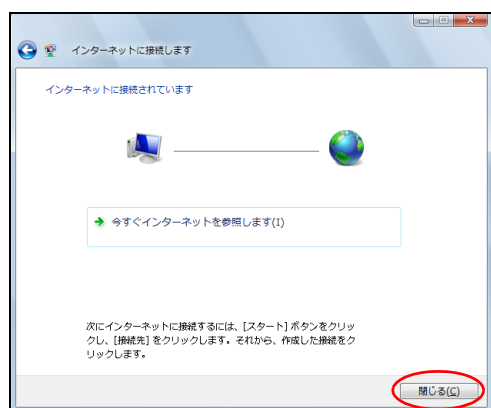 インターネットに接続します
インターネットに接続されています
今すぐインターネットを参照します(I)
次にインターネットに接続するには、[スタート] ボタンをクリッ
クし、[接続先] をクリックします。それから、作成した接続をク
リックします。
閉じる(C)